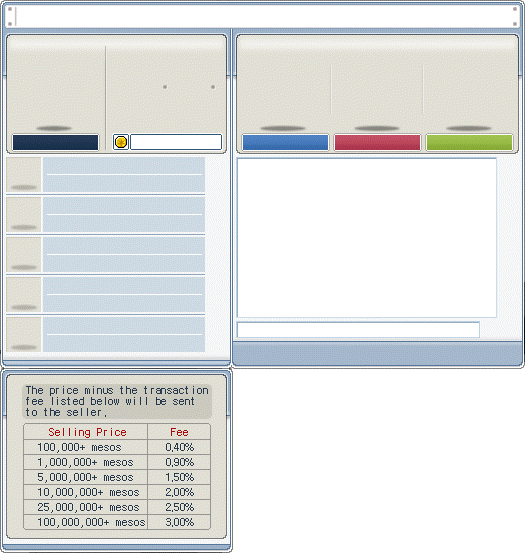 The price minus the transaction
fee listed below will be sent
to the seller.
Selling Price Fee
100,000+ mesos 0.40%
1,000,000+ mesos 0.90%
5,000,000+ mesos 1.50%
10,000,000+ mesos 2.00%
25,000,000+ mesos 2.50%
100,000,000+ mesos 3.00%